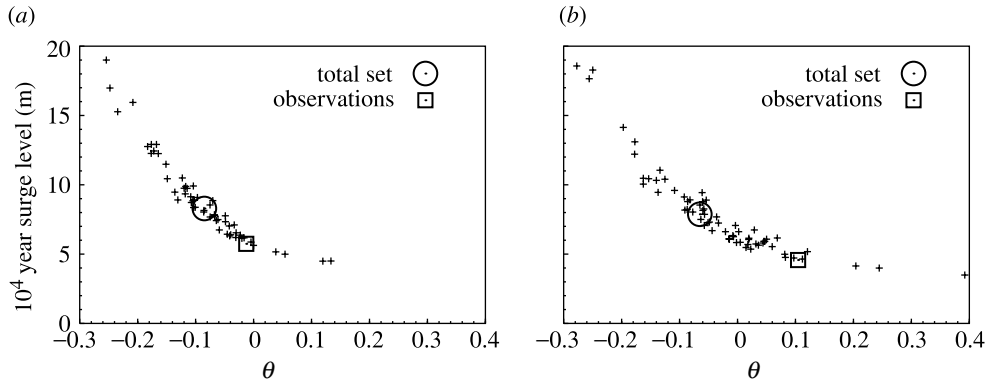 (a) (b)
20
total set total set
observations observations
15
10
5
0
10⁴ year surge level (m)
−0.3 −0.2 −0.1 0 0.1 0.2 0.3 0.4 −0.3 −0.2 −0.1 0 0.1 0.2 0.3 0.4
θ θ